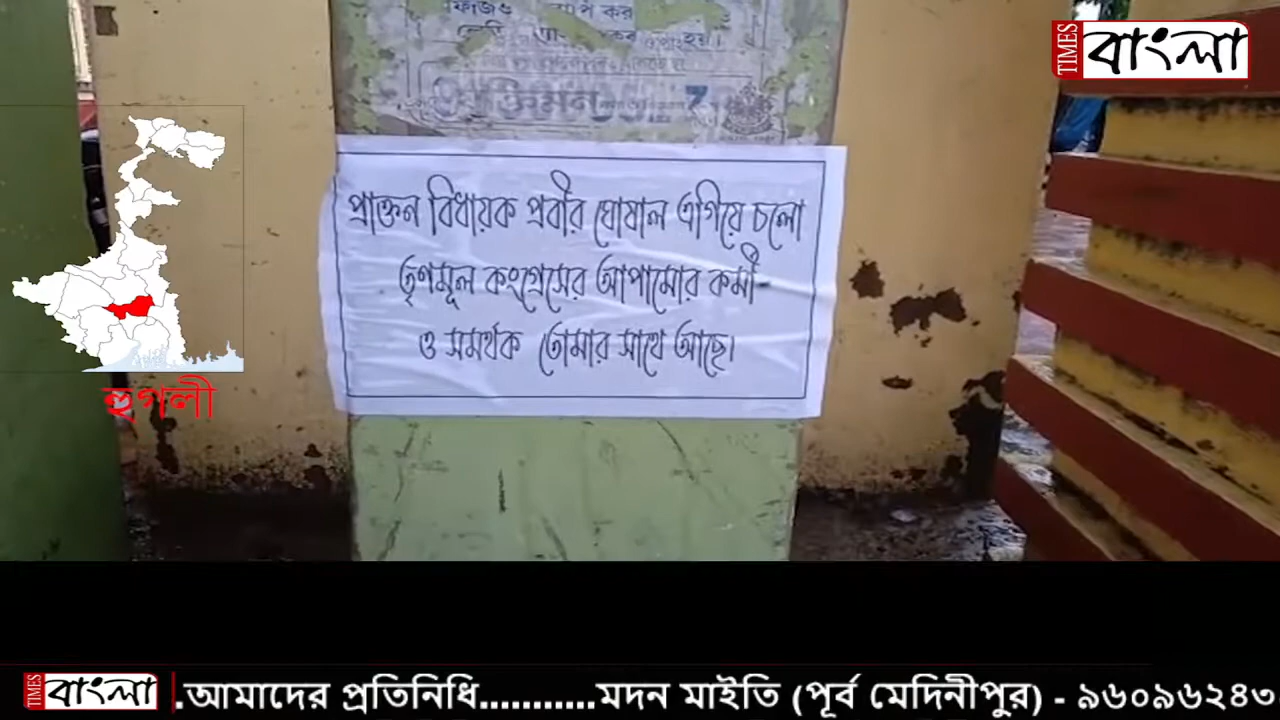 TIMES বাংলা
প্রাক্তন বিধায়ক প্রবীর ঘোষাল এগিয়ে চলো
তৃণমূল কংগ্রেসের আপামোর কর্মী
ও সমর্থক তোমার সাথে আছে।
হুগলী
TIMES বাংলা .আমাদের প্রতিনিধি...........মদন মাইতি (পূর্ব মেদিনীপুর) - ৯৬০৯৬২৪৩